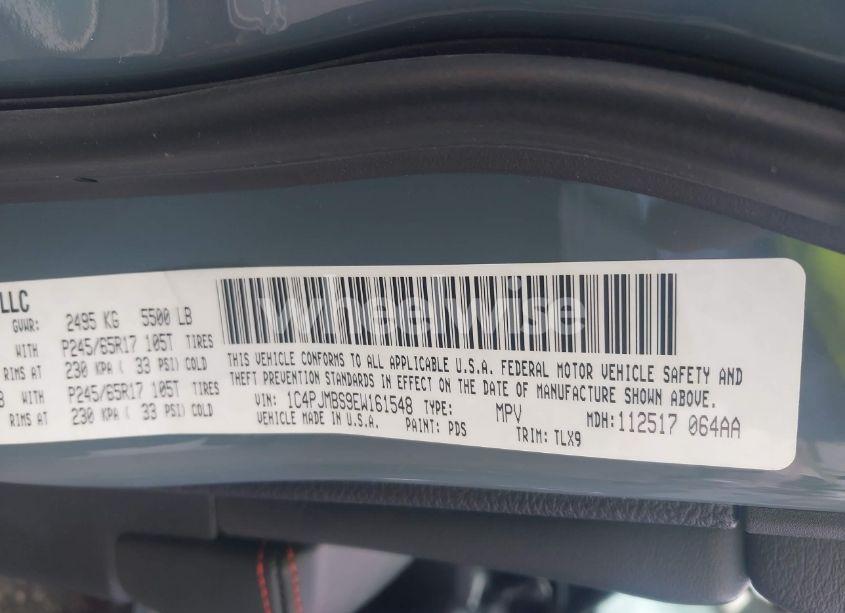 LLC
GVWR: 2495 KG 5500 LB
WITH P245/65R17 105T TIRES
RIMS AT 230 KPA ( 33 PSI) COLD
WITH P245/65R17 105T TIRES
RIMS AT 230 KPA ( 33 PSI) COLD
wheelwise
THIS VEHICLE CONFORMS TO ALL APPLICABLE U.S.A. FEDERAL MOTOR VEHICLE SAFETY AND
THEFT PREVENTION STANDARDS IN EFFECT ON THE DATE OF MANUFACTURE SHOWN ABOVE.
VIN: 1C4PJMBS9EW161548 TYPE: MPV MDH: 112517 064AA
VEHICLE MADE IN U.S.A. PAINT: PDS TRIM: TLX9